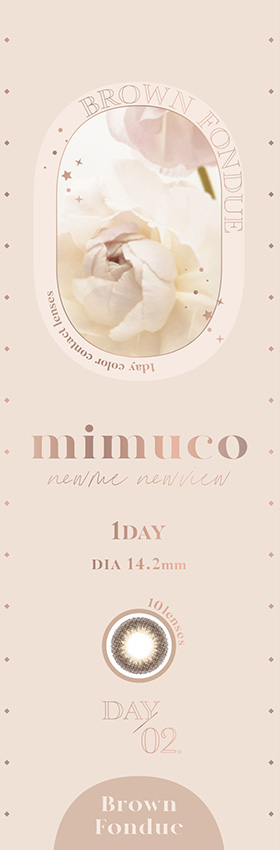 BROWN FONDUE
1day color contact lenses
mimuco
newme newview
1DAY
DIA 14.2mm
10lenses
DAY
02.
Brown
Fondue